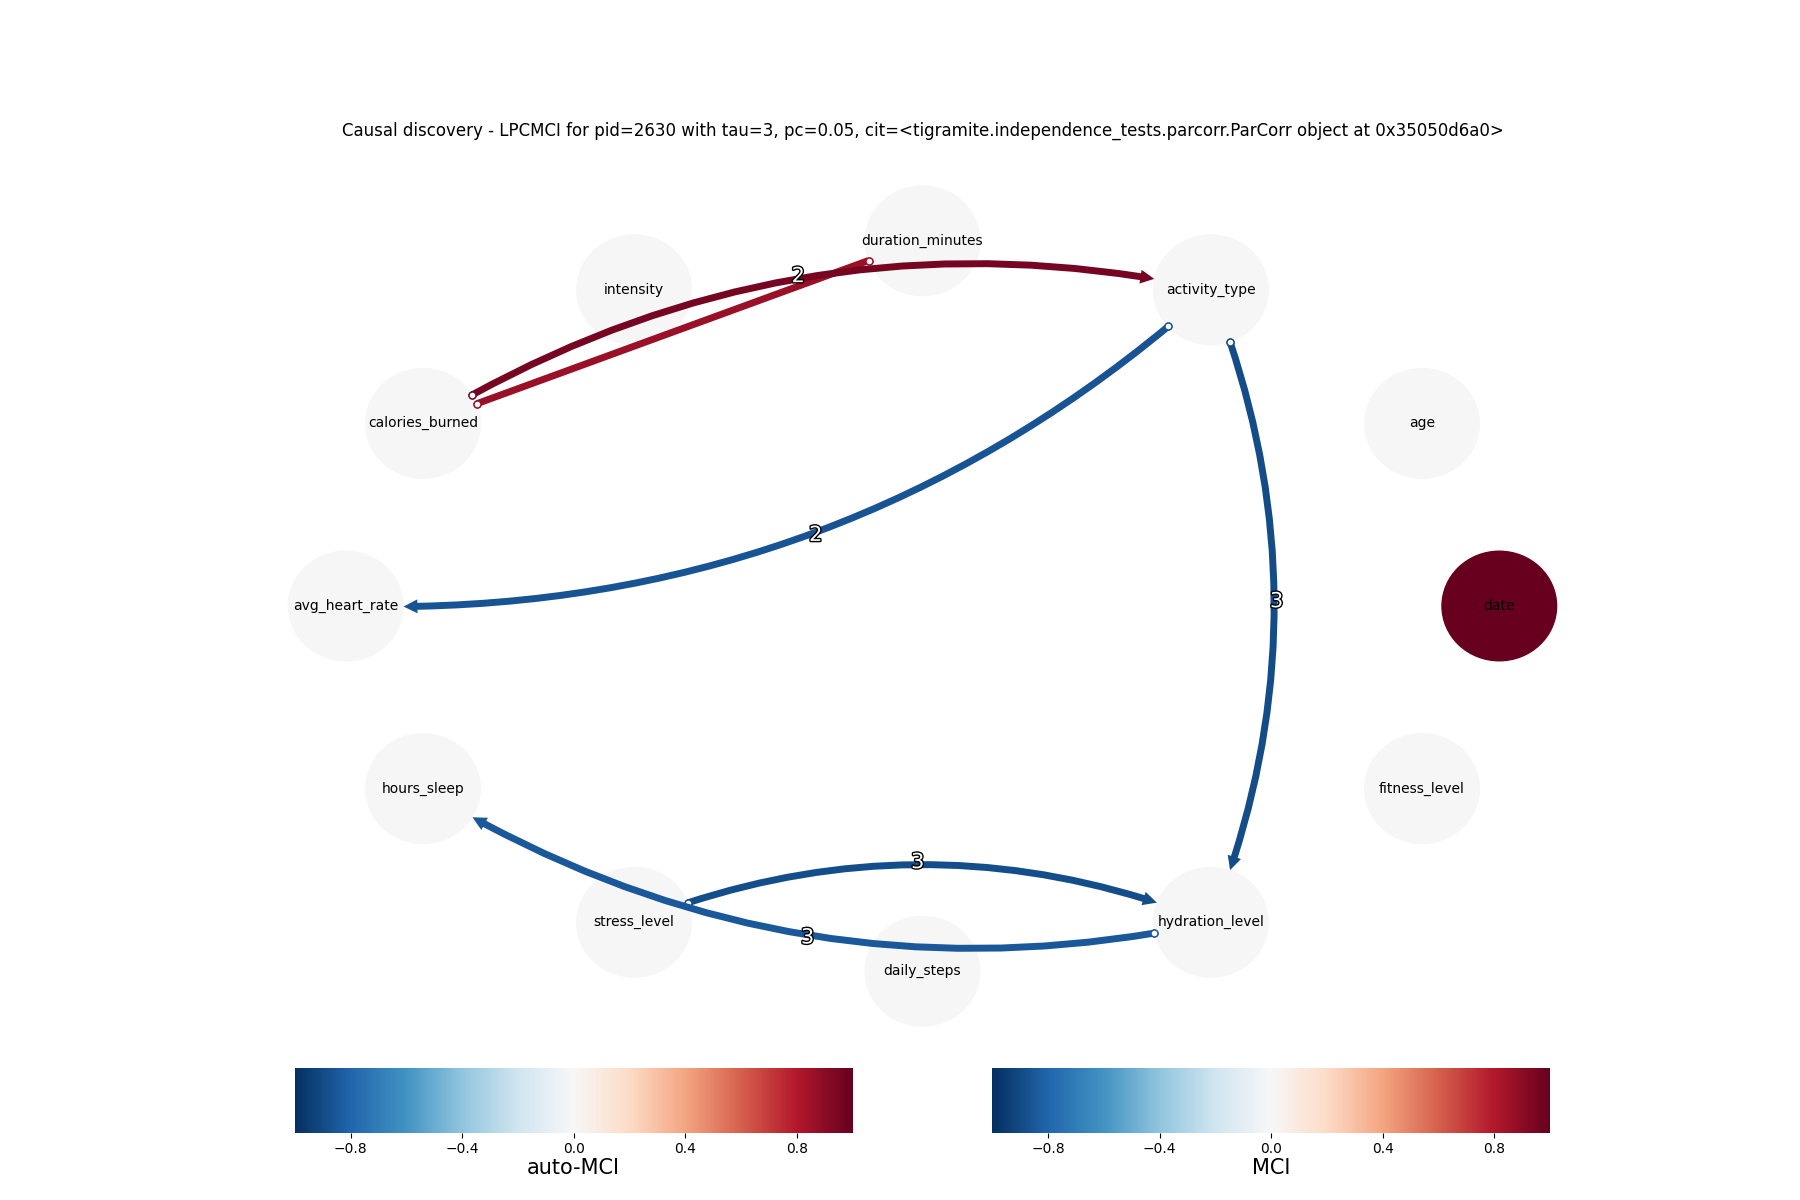 Causal discovery - LPCMCI for pid=2630 with tau=3, pc=0.05, cit=<tigramite.independence_tests.parcorr.ParCorr object at 0x35050d6a0>
duration_minutes
2
intensity
activity_type
calories_burned
age
2
3
avg_heart_rate
date
hours_sleep
fitness_level
3
stress_level
hydration_level
3
daily_steps
−0.8 −0.4 0.0 0.4 0.8
auto-MCI
−0.8 −0.4 0.0 0.4 0.8
MCI